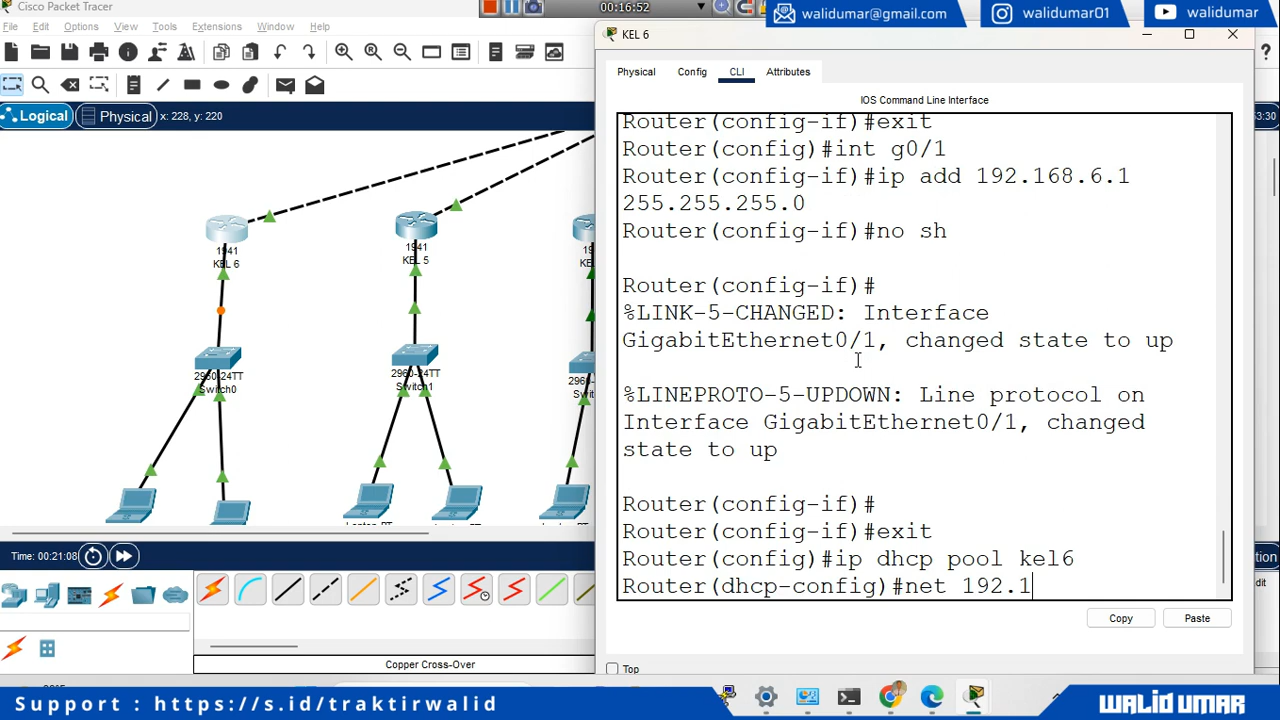 Cisco Packet Tracer
00:16:52
walidumar@gmail.com
walidumar01
walidumar
File
Edit
Options
View
Tools
Extensions
Window
Help
Logical
Physical
x: 228, y: 220
KEL 6
Physical
Config
CLI
Attributes
IOS Command Line Interface
Router(config-if)#exit
Router(config)#int g0/1
Router(config-if)#ip add 192.168.6.1
255.255.255.0
Router(config-if)#no sh
Router(config-if)#
%LINK-5-CHANGED: Interface
GigabitEthernet0/1, changed state to up
%LINEPROTO-5-UPDOWN: Line protocol on
Interface GigabitEthernet0/1, changed
state to up
Router(config-if)#
Router(config-if)#exit
Router(config)#ip dhcp pool kel6
Router(dhcp-config)#net 192.1
Copy
Paste
Top
1941
KEL 6
1941
KEL 5
2960-24TT
Switch0
2960-24TT
Switch1
Time: 00:21:08
Copper Cross-Over
Support : https://s.id/traktirwalid
WALID UMAR